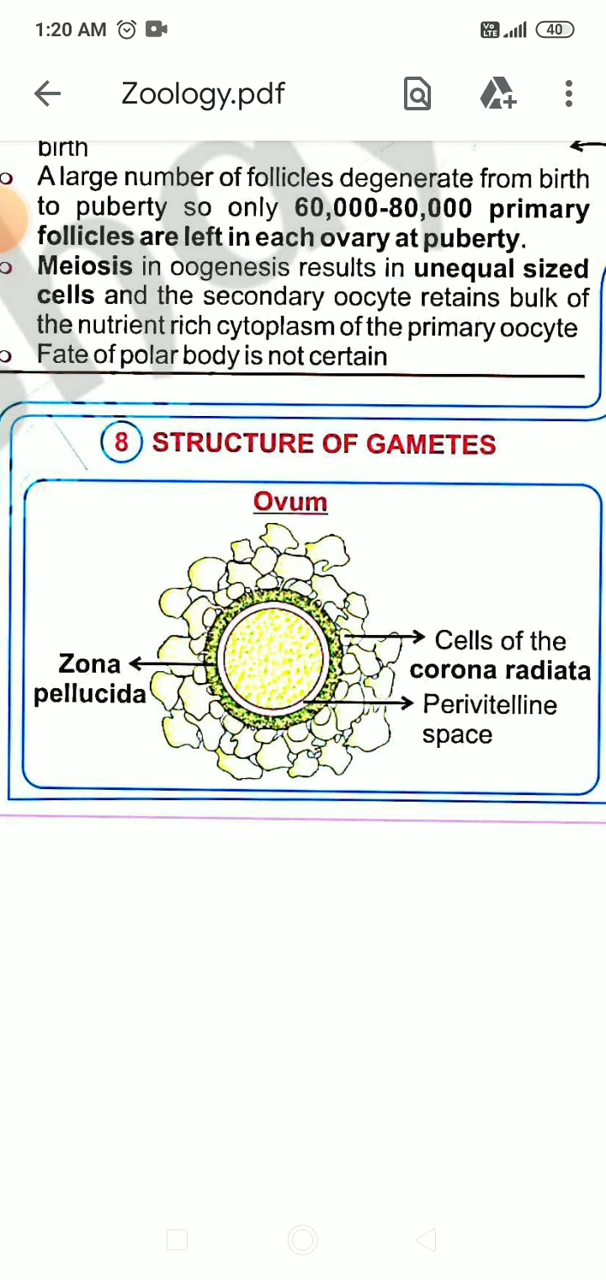 1:20 AM
Vo LTE 40
Zoology.pdf
birth
A large number of follicles degenerate from birth
to puberty so only 60,000-80,000 primary
follicles are left in each ovary at puberty.
Meiosis in oogenesis results in unequal sized
cells and the secondary oocyte retains bulk of
the nutrient rich cytoplasm of the primary oocyte
Fate of polar body is not certain
8 STRUCTURE OF GAMETES
Ovum
Cells of the
corona radiata
Zona
pellucida
Perivitelline
space